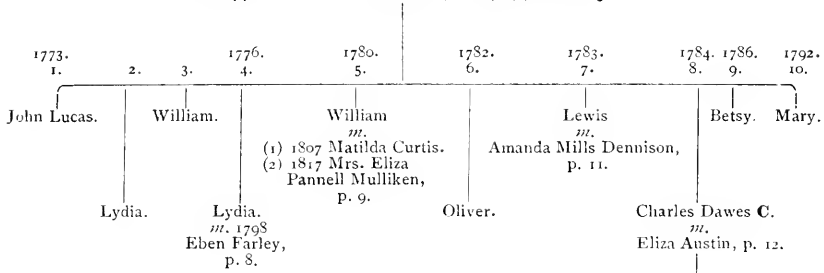 1773. 1776. 1780. 1782. 1783. 1784. 1786. 1792.
1. 2. 3. 4. 5. 6. 7. 8. 9. 10.
John Lucas. William. William Lewis Betsy. Mary.
m. m.
(1) 1807 Matilda Curtis. Amanda Mills Dennison,
(2) 1817 Mrs. Eliza p. 11.
Pannell Mulliken,
p. 9.
Lydia. Lydia. Oliver. Charles Dawes C.
m. 1798 m.
Eben Farley, Eliza Austin, p. 12.
p. 8.